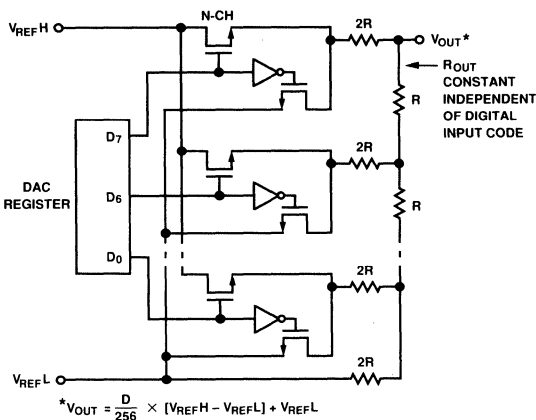 N-CH
VREFH
2R
VOUT*
ROUT
CONSTANT
INDEPENDENT
OF DIGITAL
INPUT CODE
R
D7
2R
DAC
REGISTER
D6
R
D0
2R
2R
VREFL
*VOUT = D/256 × [VREFH – VREFL] + VREFL